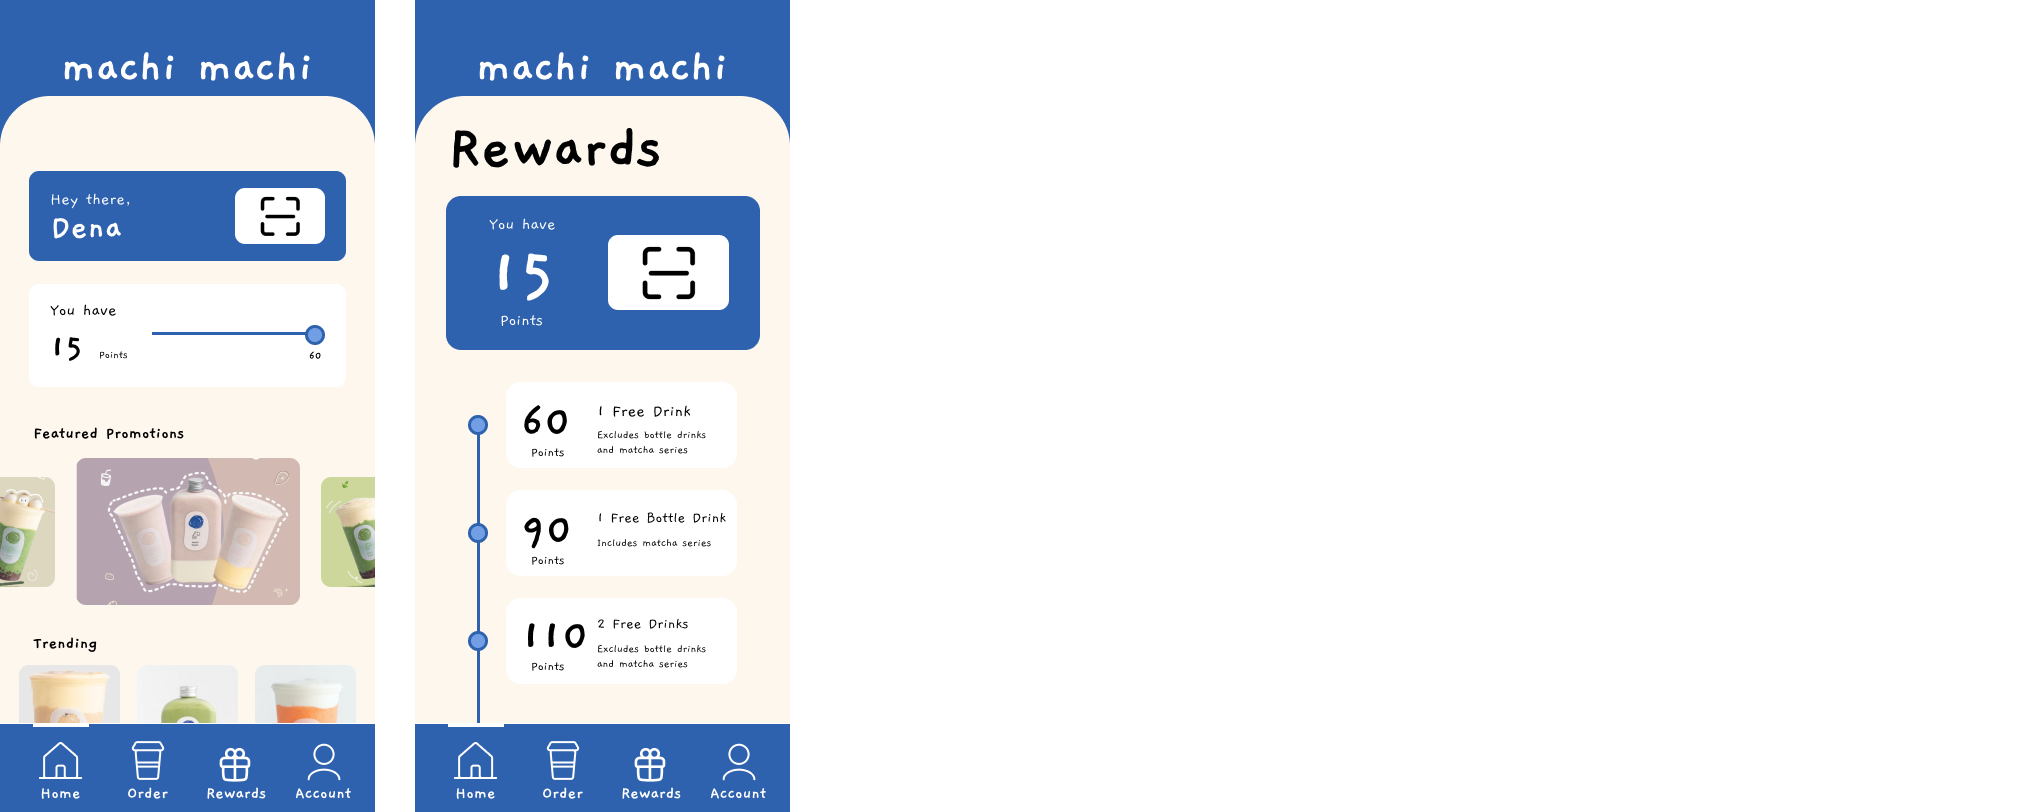 machi machi
Hey there,
Dena
You have
15 Points
60
Featured Promotions
Trending
Home Order Rewards Account
machi machi
Rewards
You have
15
Points
60
Points
1 Free Drink
Excludes bottle drinks
and matcha series
90
Points
1 Free Bottle Drink
Includes matcha series
110
Points
2 Free Drinks
Excludes bottle drinks
and matcha series
Home Order Rewards Account